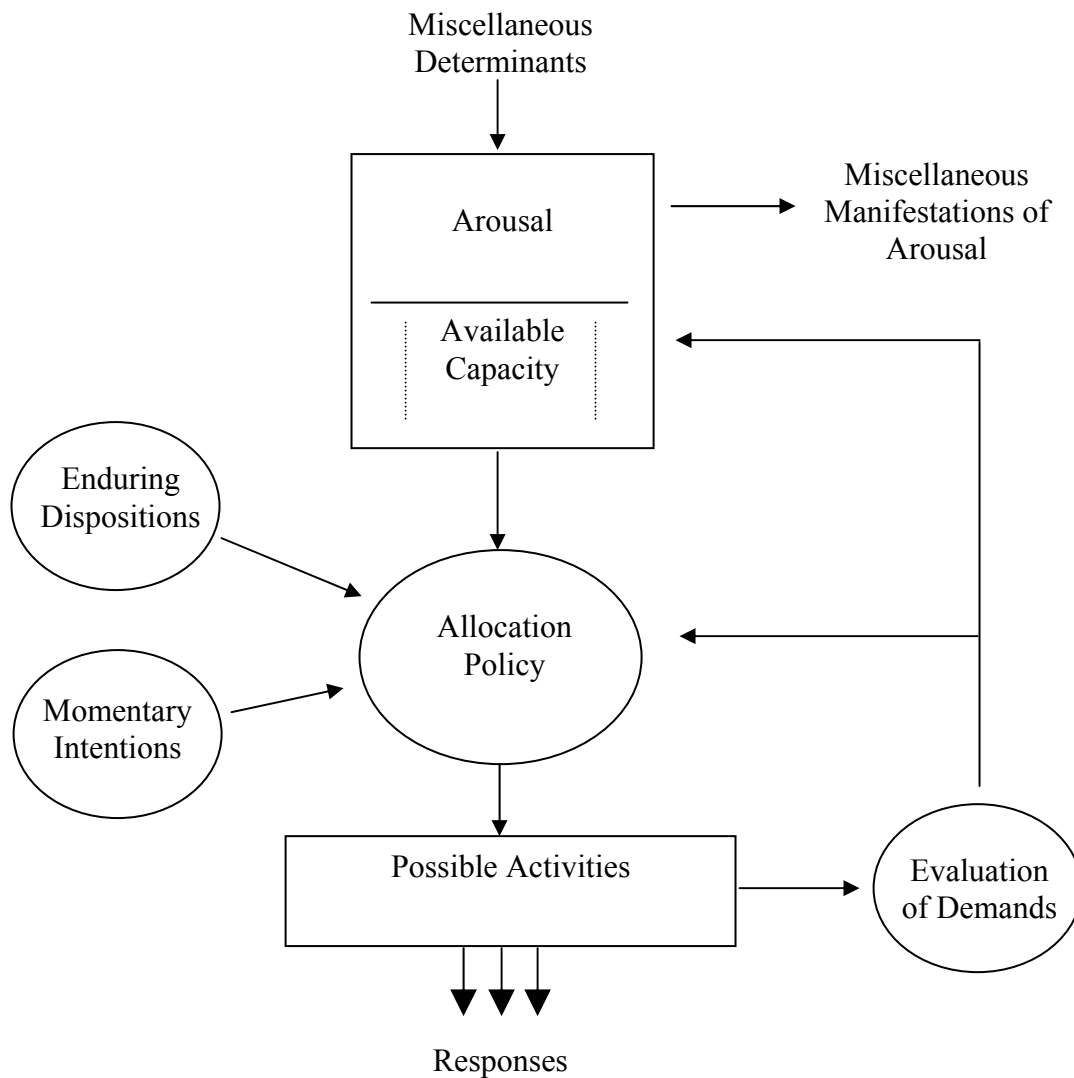 Miscellaneous
Determinants
Arousal
Miscellaneous
Manifestations of
Arousal
Available
Capacity
Enduring
Dispositions
Allocation
Policy
Momentary
Intentions
Possible Activities
Evaluation
of Demands
Responses